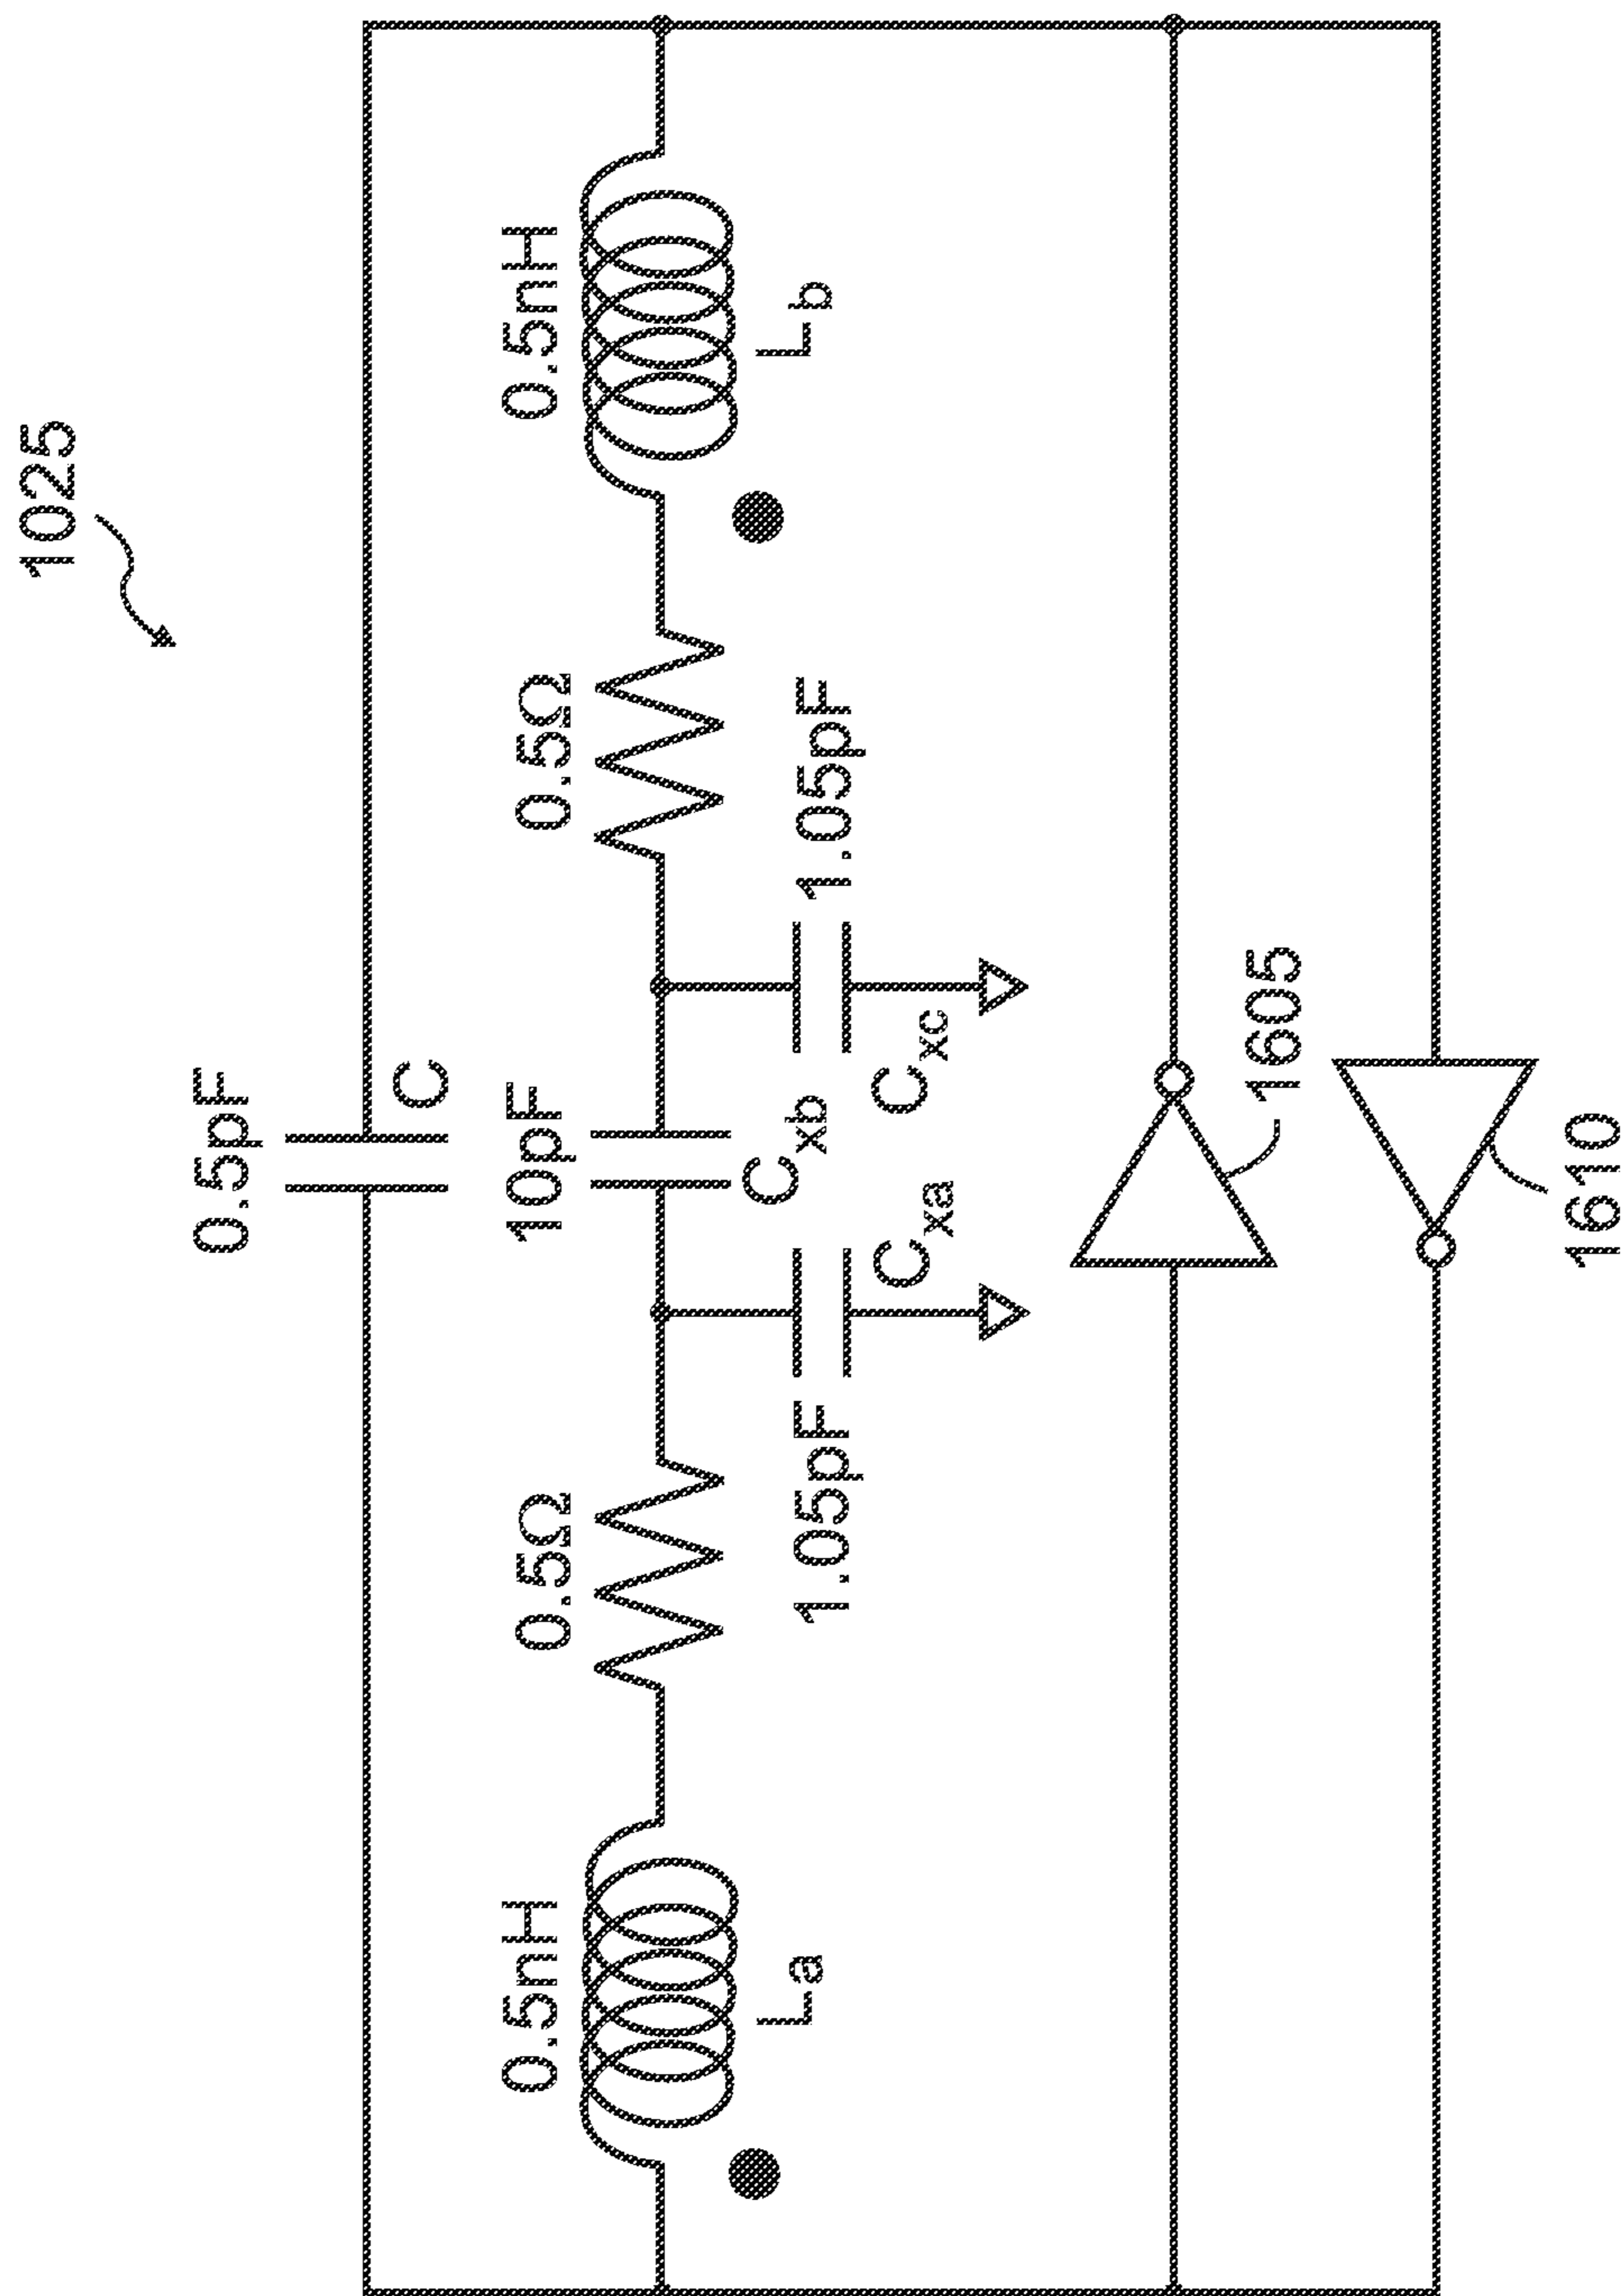 1025
0.5pF
C
0.5nH
0.5Ω
10pF
0.5Ω
0.5nH
La
1.05pF
Cxa
Cxb
Cxc
1.05pF
Lb
1605
1610